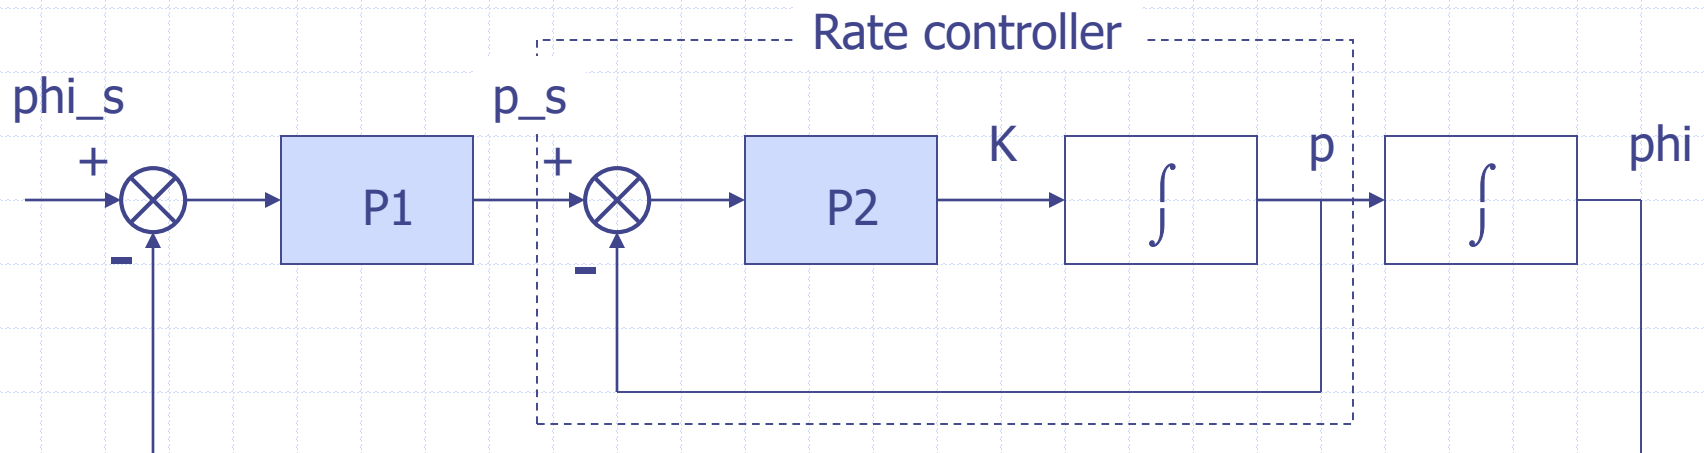 Rate controller
phi_s
p_s
+
+
K
p
phi
P1
P2
∫
∫
-
-